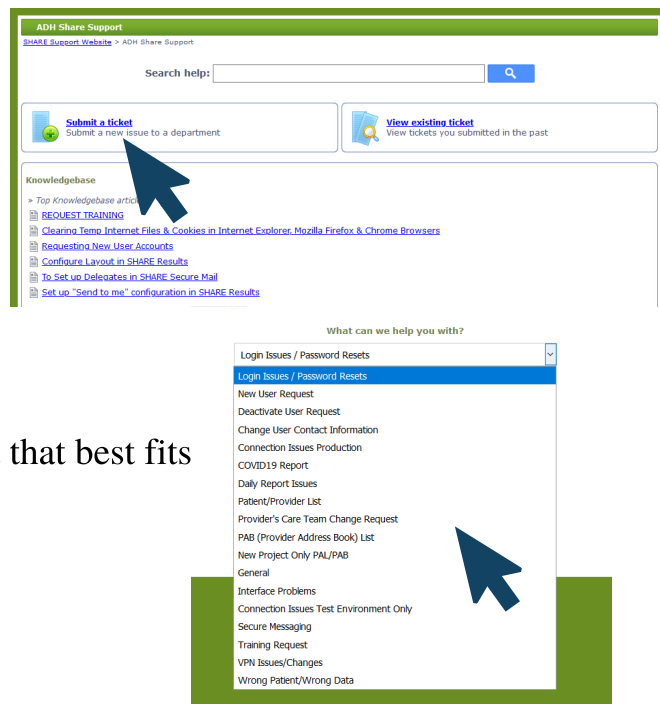 ADH Share Support
SHARE Support Website > ADH Share Support
Search help:
Submit a ticket
Submit a new issue to a department
View existing ticket
View tickets you submitted in the past
Knowledgebase
» Top Knowledgebase
REQUEST TRAINING
Clearing Temp Internet Files & Cookies in Internet Explorer, Mozilla Firefox & Chrome Browsers
Requesting New User Accounts
Configure Layout in SHARE Results
To Set up Delegates in SHARE Secure Mail
Set up "Send to me" configuration in SHARE Results
What can we help you with?
Login Issues / Password Resets
Login Issues / Password Resets
New User Request
Deactivate User Request
Change User Contact Information
Connection Issues Production
that best fits
COVID19 Report
Daily Report Issues
Patient/Provider List
Provider's Care Team Change Request
PAB (Provider Address Book) List
New Project Only PAL/PAB
General
Interface Problems
Connection Issues Test Environment Only
Secure Messaging
Training Request
VPN Issues/Changes
Wrong Patient/Wrong Data